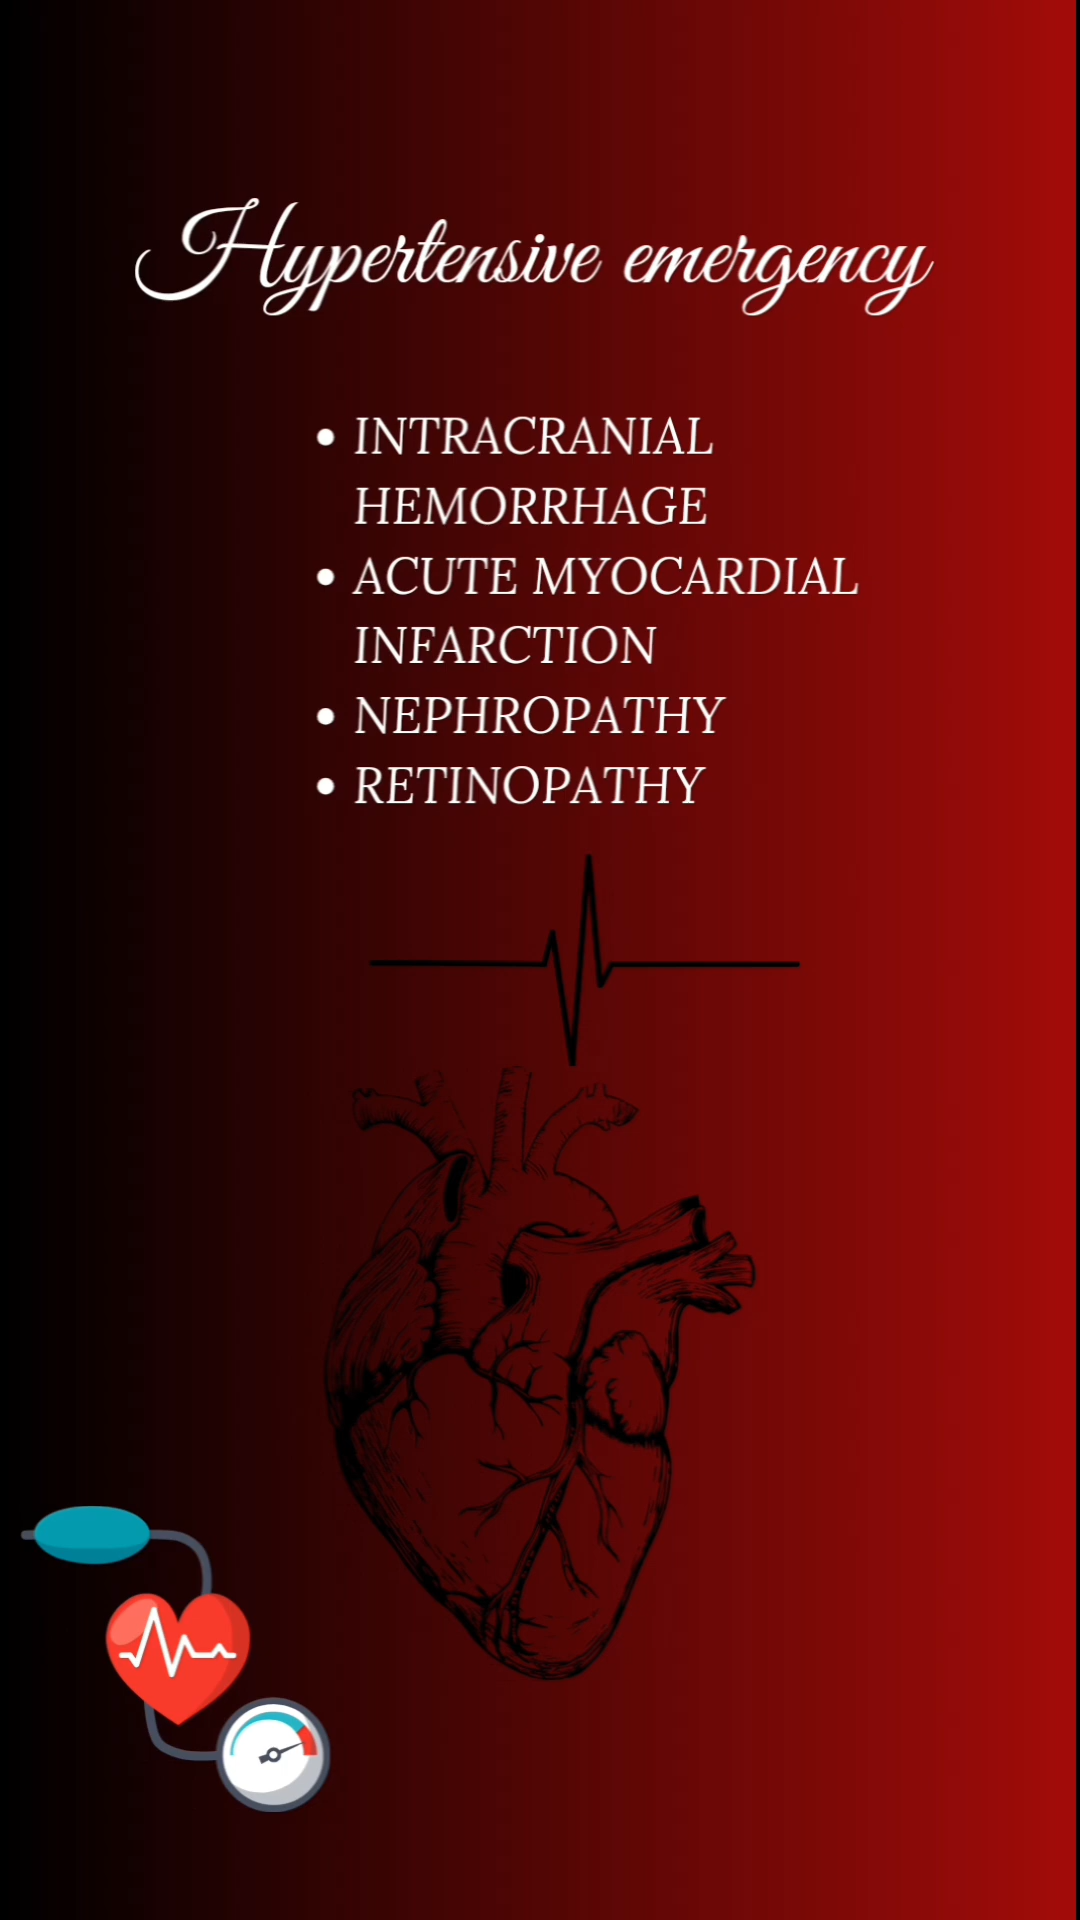 Hypertensive emergency
• INTRACRANIAL
HEMORRHAGE
• ACUTE MYOCARDIAL
INFARCTION
• NEPHROPATHY
• RETINOPATHY